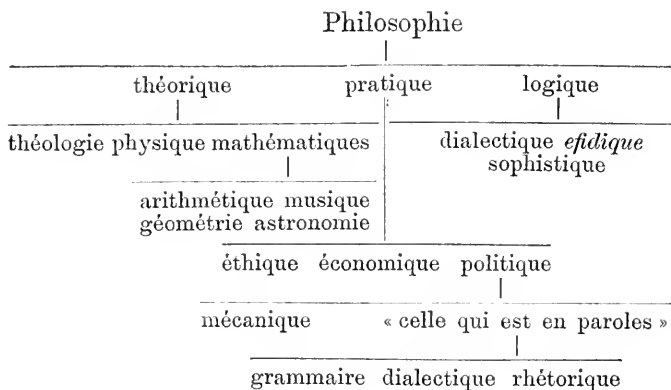 Philosophie
théorique pratique logique
théologie physique mathématiques dialectique efidique
sophistique
arithmétique musique
géométrie astronomie
éthique économique politique
mécanique « celle qui est en paroles »
grammaire dialectique rhétorique